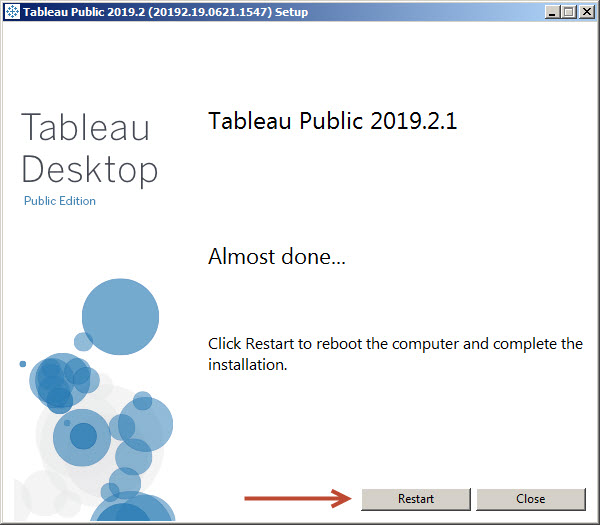 Tableau Public 2019.2 (20192.19.0621.1547) Setup
Tableau
Desktop
Public Edition
Tableau Public 2019.2.1
Almost done...
Click Restart to reboot the computer and complete the
installation.
Restart
Close